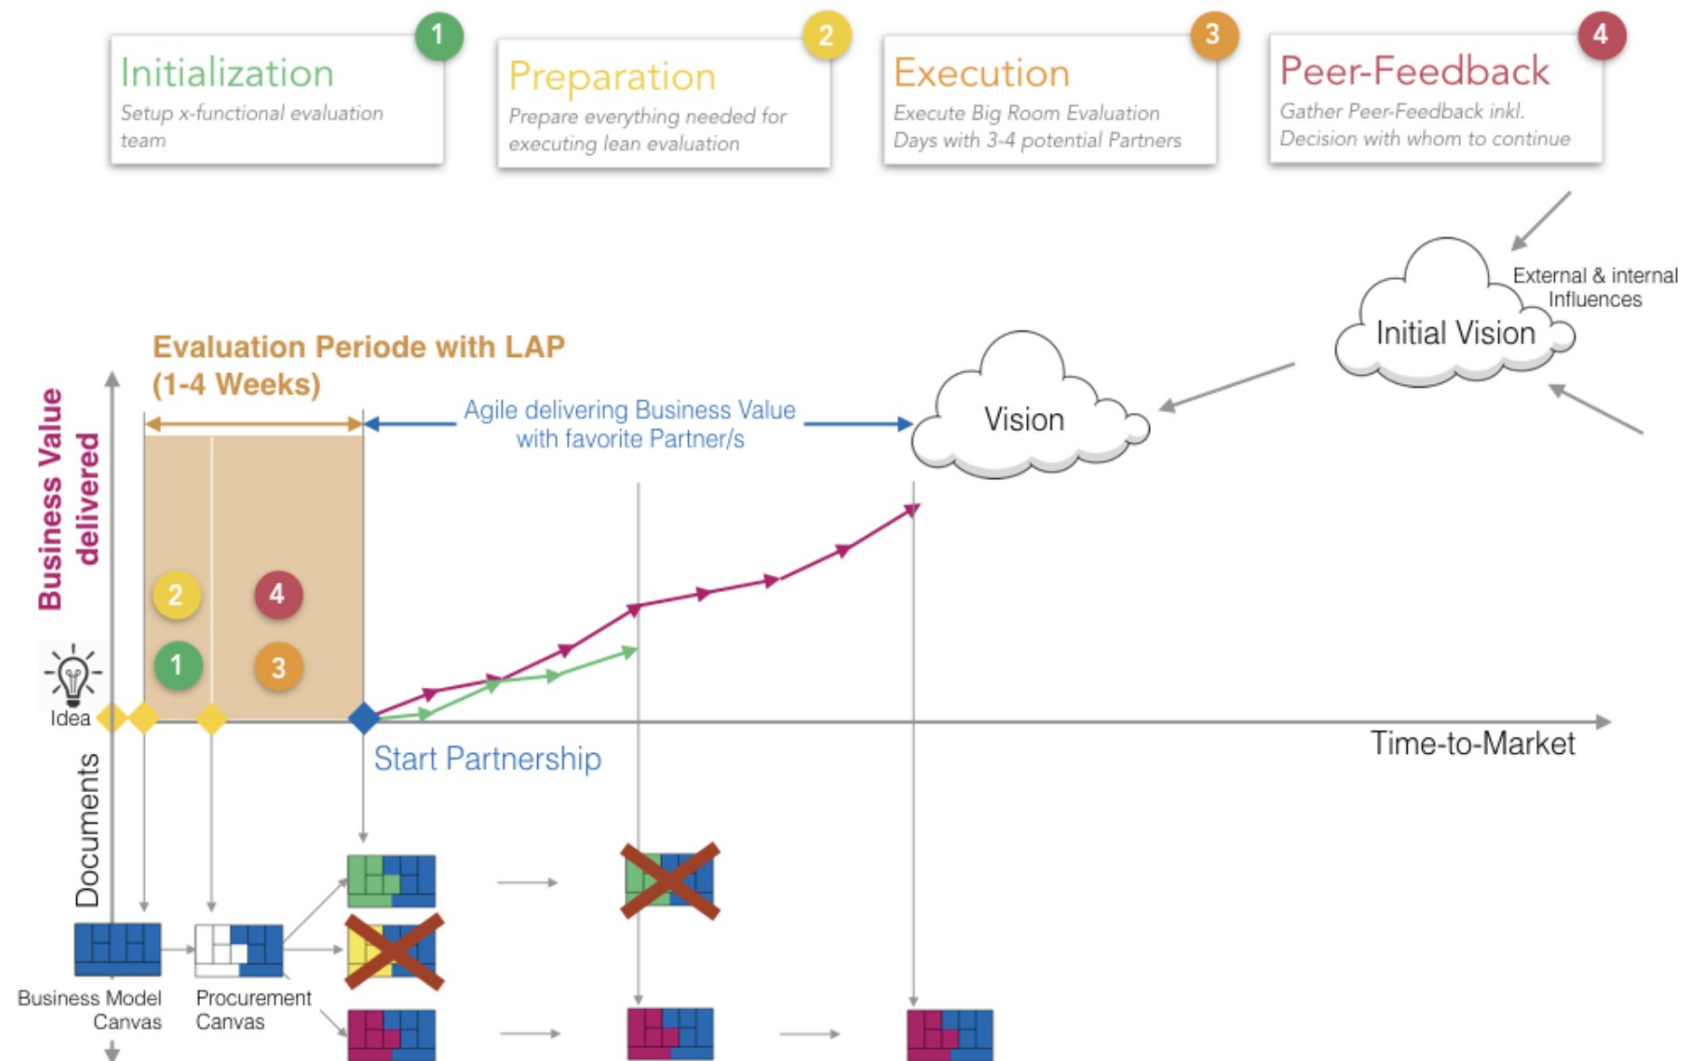 1
Initialization
Setup x-functional evaluation
team
2
Preparation
Prepare everything needed for
executing lean evaluation
3
Execution
Execute Big Room Evaluation
Days with 3-4 potential Partners
4
Peer-Feedback
Gather Peer-Feedback inkl.
Decision with whom to continue
External & internal
Influences
Initial Vision
Vision
Evaluation Periode with LAP
(1-4 Weeks)
Agile delivering Business Value
with favorite Partner/s
Business Value
delivered
2
4
1
3
Idea
Start Partnership
Time-to-Market
Documents
Business Model
Canvas
Procurement
Canvas